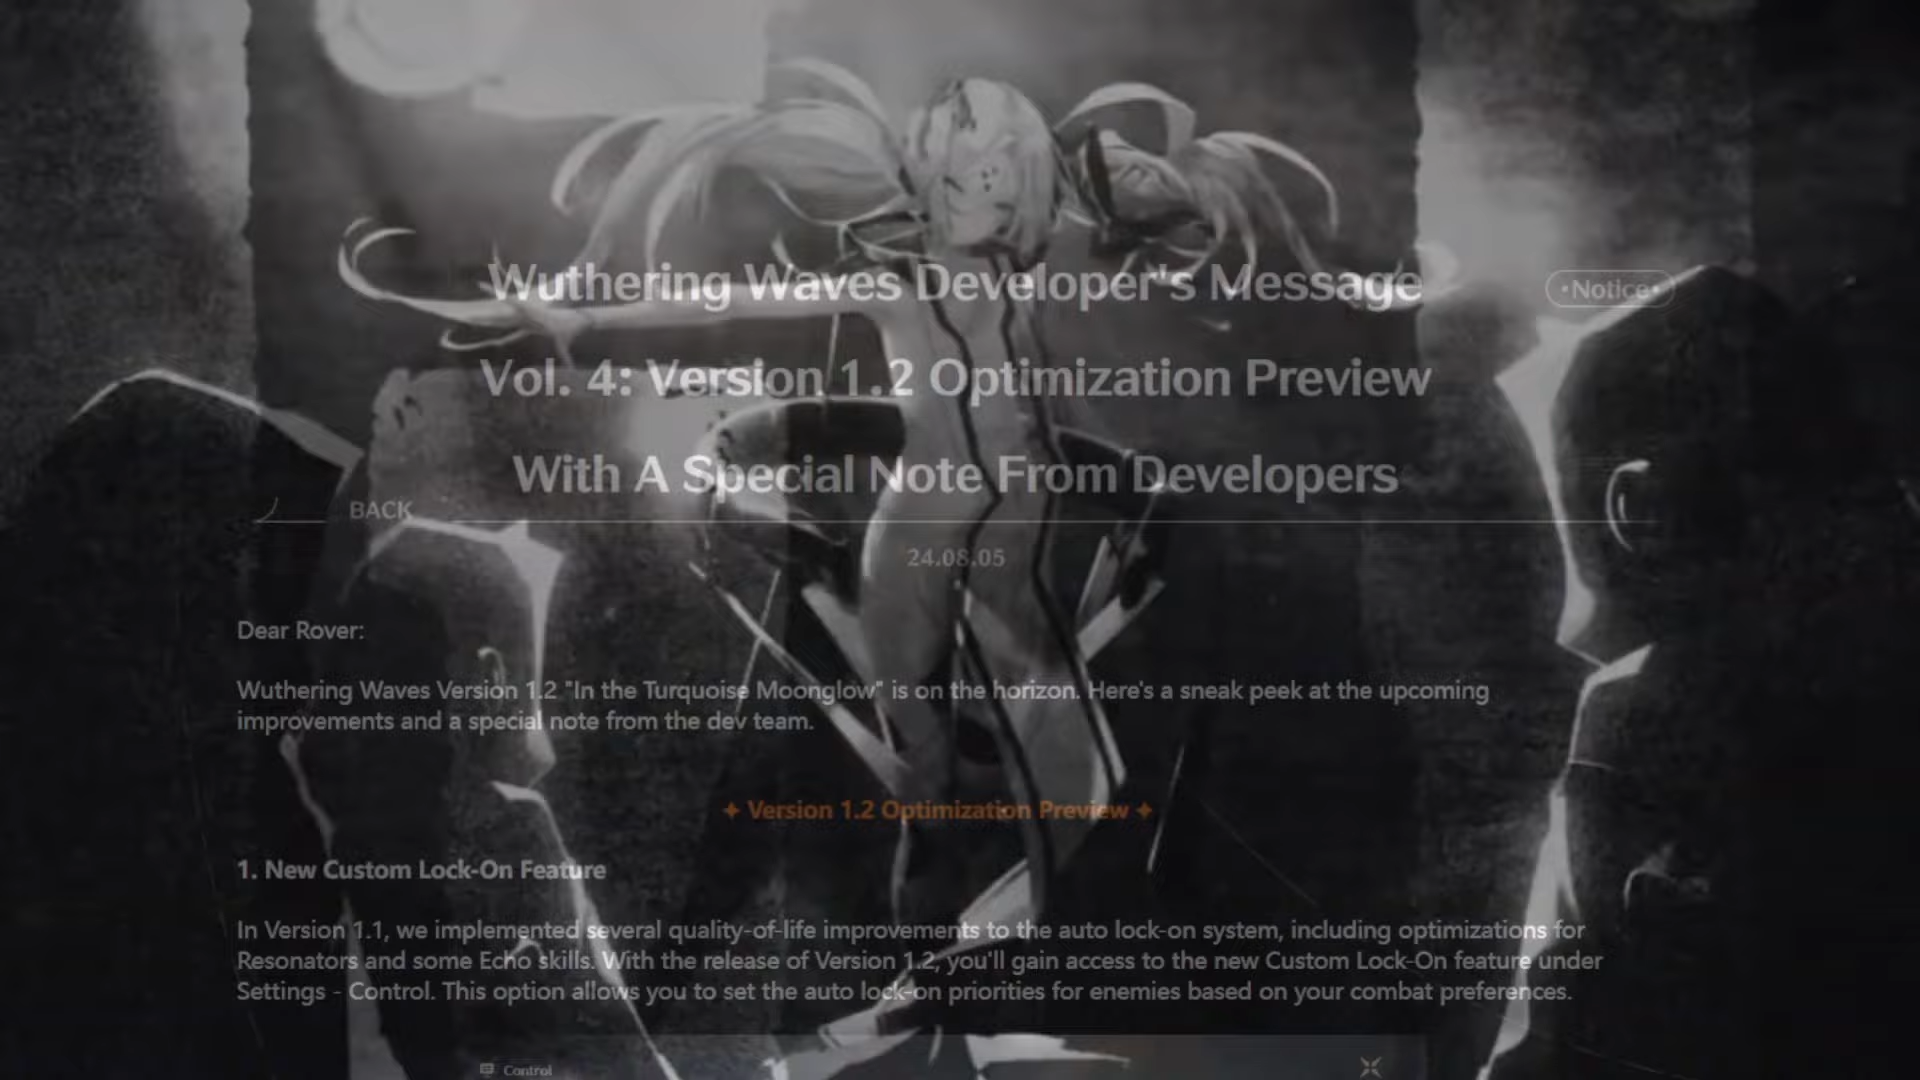 Wuthering Waves Developer's Message
•Notice•
Vol. 4: Version 1.2 Optimization Preview
With A Special Note From Developers
BACK
24.08.05
Dear Rover:
Wuthering Waves Version 1.2 "In the Turquoise Moonglow" is on the horizon. Here's a sneak peek at the upcoming
improvements and a special note from the dev team.
✦ Version 1.2 Optimization Preview ✦
1. New Custom Lock-On Feature
In Version 1.1, we implemented several quality-of-life improvements to the auto lock-on system, including optimizations for
Resonators and some Echo skills. With the release of Version 1.2, you'll gain access to the new Custom Lock-On feature under
Settings - Control. This option allows you to set the auto lock-on priorities for enemies based on your combat preferences.
Control